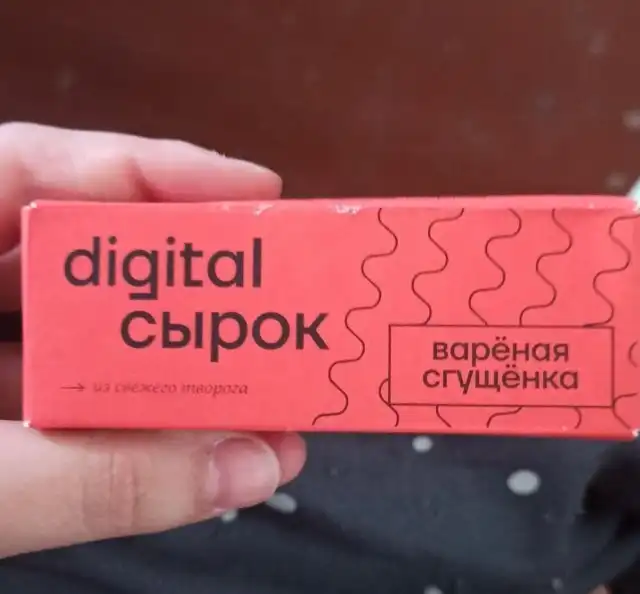 digital
сырок
→ из свежего творога
варёная
сгущёнка